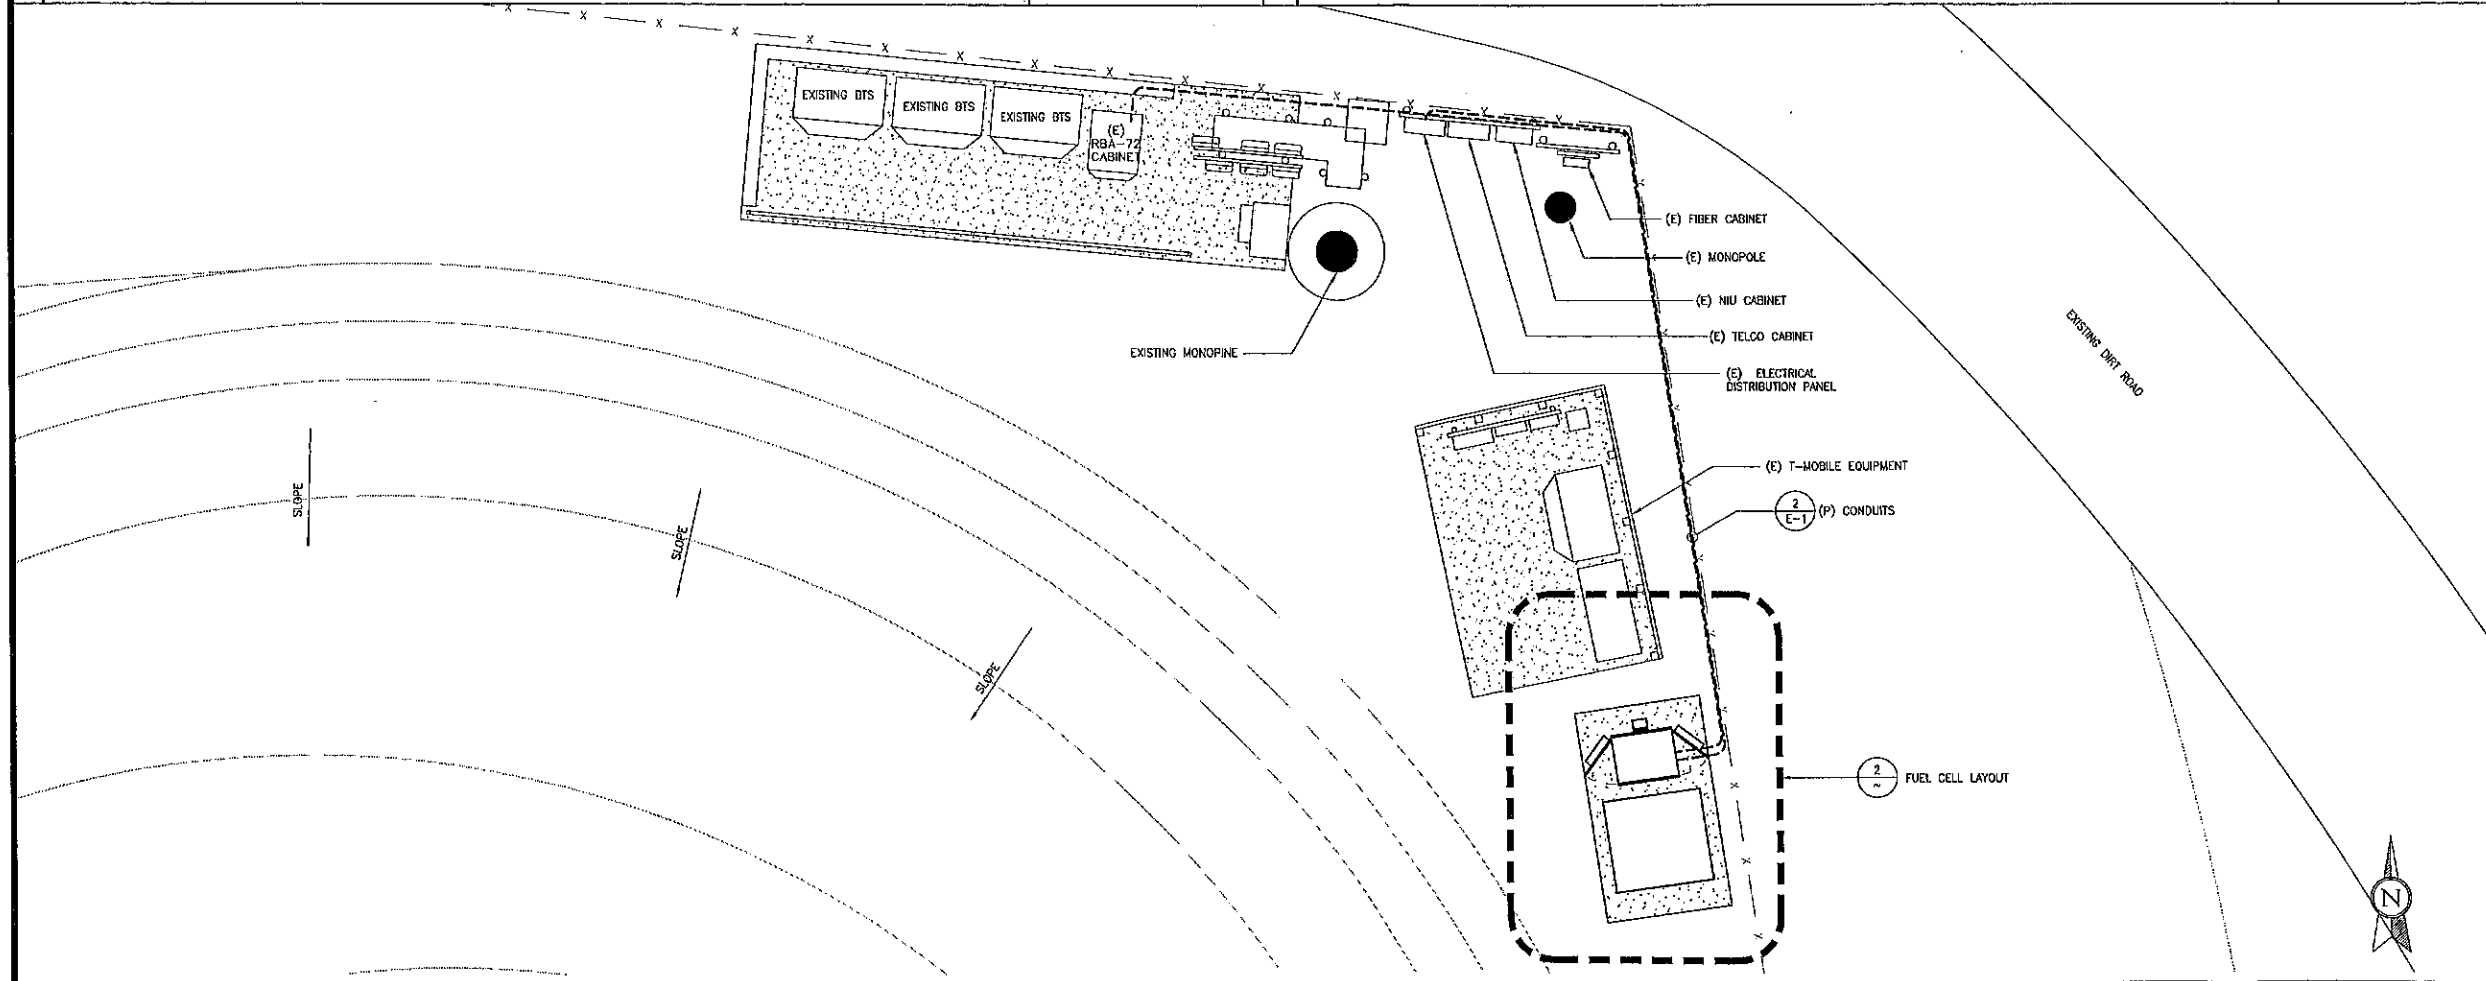 EXISTING BTS
EXISTING BTS
EXISTING BTS
(E)
RBA-72
CABINET
(E) FIBER CABINET
(E) MONOPOLE
(E) NIU CABINET
(E) TELCO CABINET
(E) ELECTRICAL
DISTRIBUTION PANEL
EXISTING MONOPINE
EXISTING DIRT ROAD
(E) T-MOBILE EQUIPMENT
2
E-1
(P) CONDUITS
SLOPE
SLOPE
SLOPE
2
~
FUEL CELL LAYOUT
N